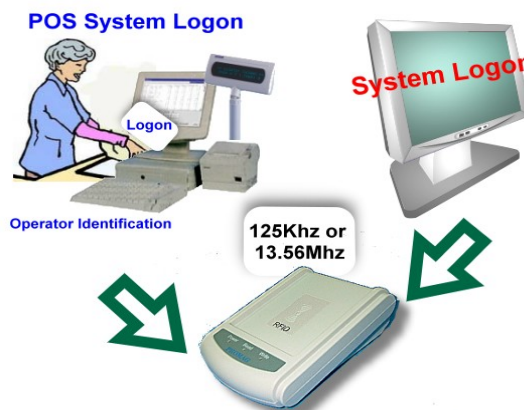 POS System Logon
System Logon
Logon
Operator Identification
125Khz or
13.56Mhz
RFID